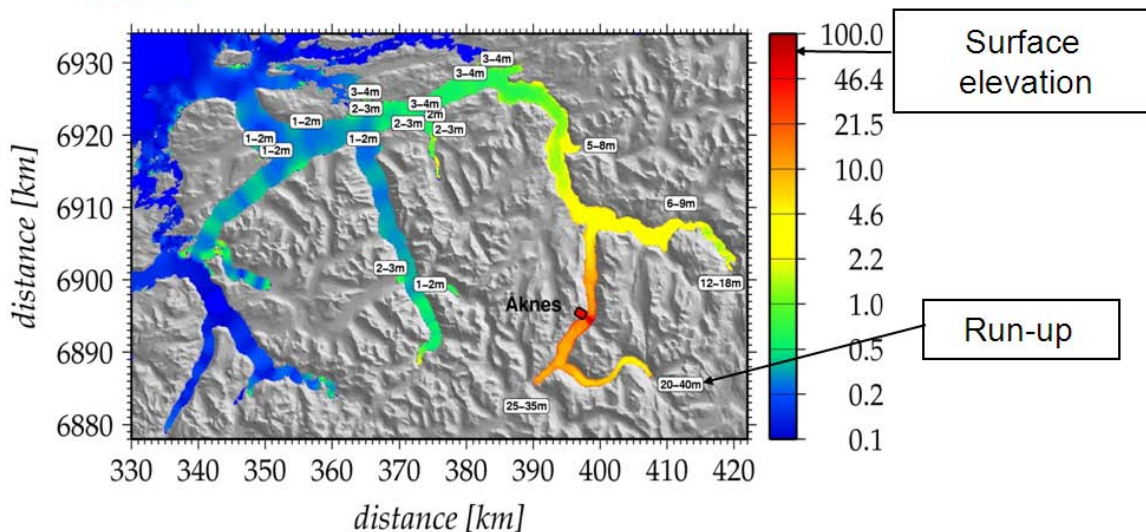 Surface
elevation
Run-up
100.0
46.4
21.5
10.0
4.6
2.2
1.0
0.5
0.2
0.1
6930
6920
6910
6900
6890
6880
distance [km]
3-4m
3-4m
3-4m
3-4m
2-3m
2m
2-3m
2-3m
1-2m
1-2m
1-2m
1-2m
5-8m
6-9m
12-18m
2-3m
1-2m
Åknes
20-40m
25-35m
330 340 350 360 370 380 390 400 410 420
distance [km]